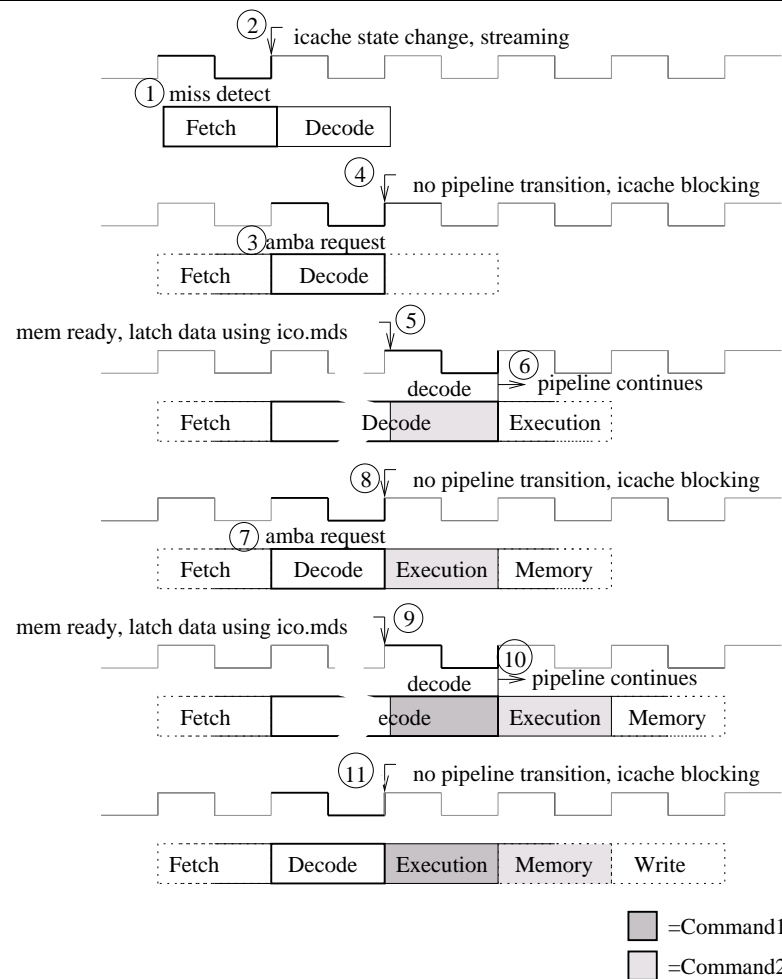 2 icache state change, streaming
1 miss detect
Fetch Decode
4 no pipeline transition, icache blocking
3 amba request
Fetch Decode
mem ready, latch data using ico.mds 5
6
decode pipeline continues
Fetch Decode Execution
8 no pipeline transition, icache blocking
7 amba request
Fetch Decode Execution Memory
mem ready, latch data using ico.mds 9
10
decode pipeline continues
Fetch ecode Execution Memory
11 no pipeline transition, icache blocking
Fetch Decode Execution Memory Write
=Command1
=Command2